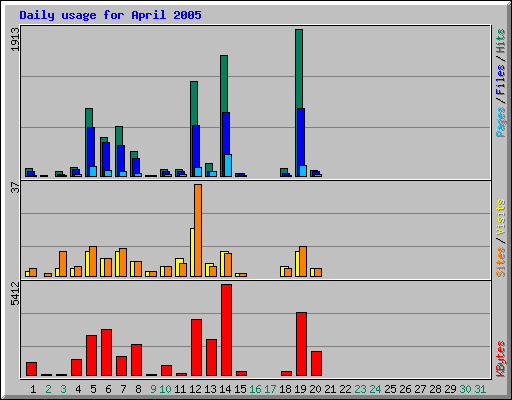 Daily usage for April 2005
1913
Pages / Files / Hits
37
Sites / Visits
5412
KBytes
1 2 3 4 5 6 7 8 9 10 11 12 13 14 15 16 17 18 19 20 21 22 23 24 25 26 27 28 29 30 31